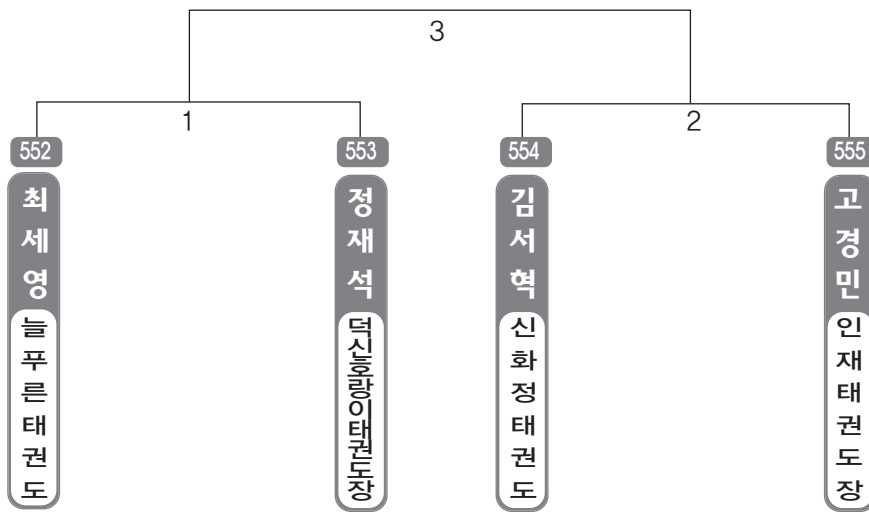 3
1
2
552
553
554
555
최세영
정재석
김서혁
고경민
늘푸른태권도
덕신호랑이태권도장
신화정태권도
인재태권도장